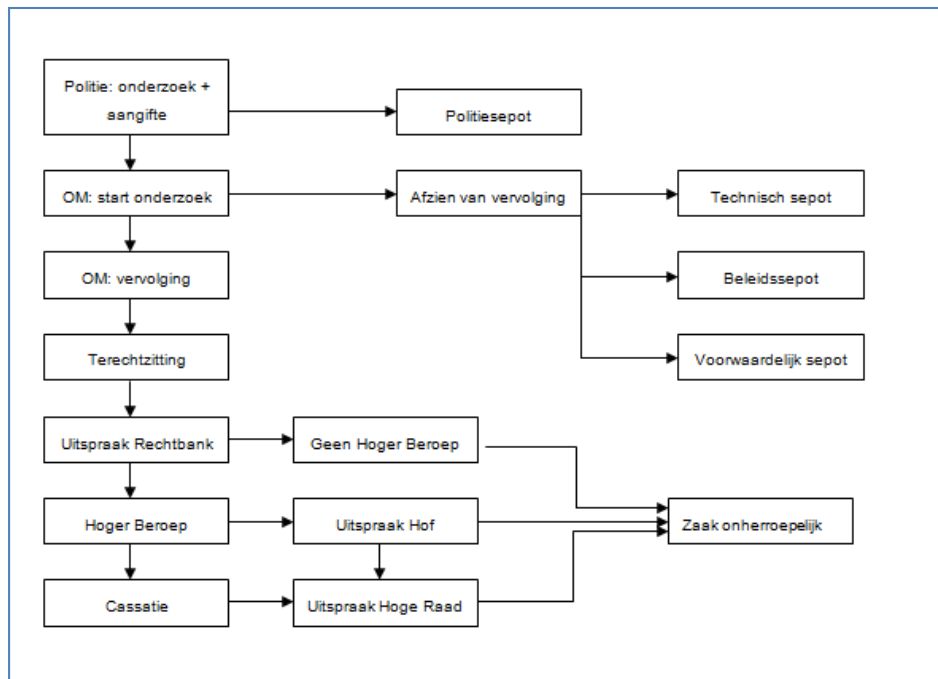 Politie: onderzoek +
aangifte
Politiesepot
OM: start onderzoek
Afzien van vervolging
Technisch sepot
OM: vervolging
Beleidssepot
Terechtzitting
Voorwaardelijk sepot
Uitspraak Rechtbank
Geen Hoger Beroep
Hoger Beroep
Uitspraak Hof
Zaak onherroepelijk
Cassatie
Uitspraak Hoge Raad